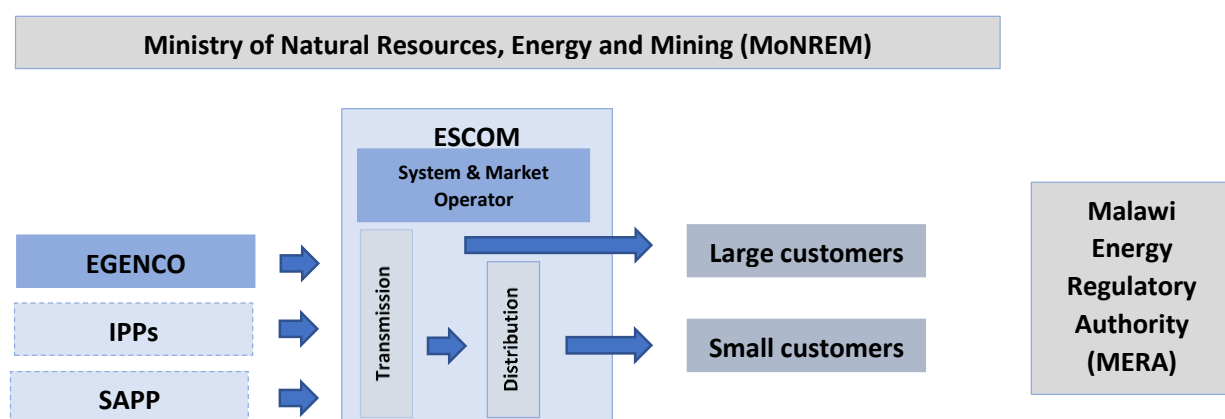 Ministry of Natural Resources, Energy and Mining (MoNREM)
ESCOM
System & Market
Operator
EGENCO
IPPs
SAPP
Transmission
Distribution
Large customers
Small customers
Malawi
Energy
Regulatory
Authority
(MERA)